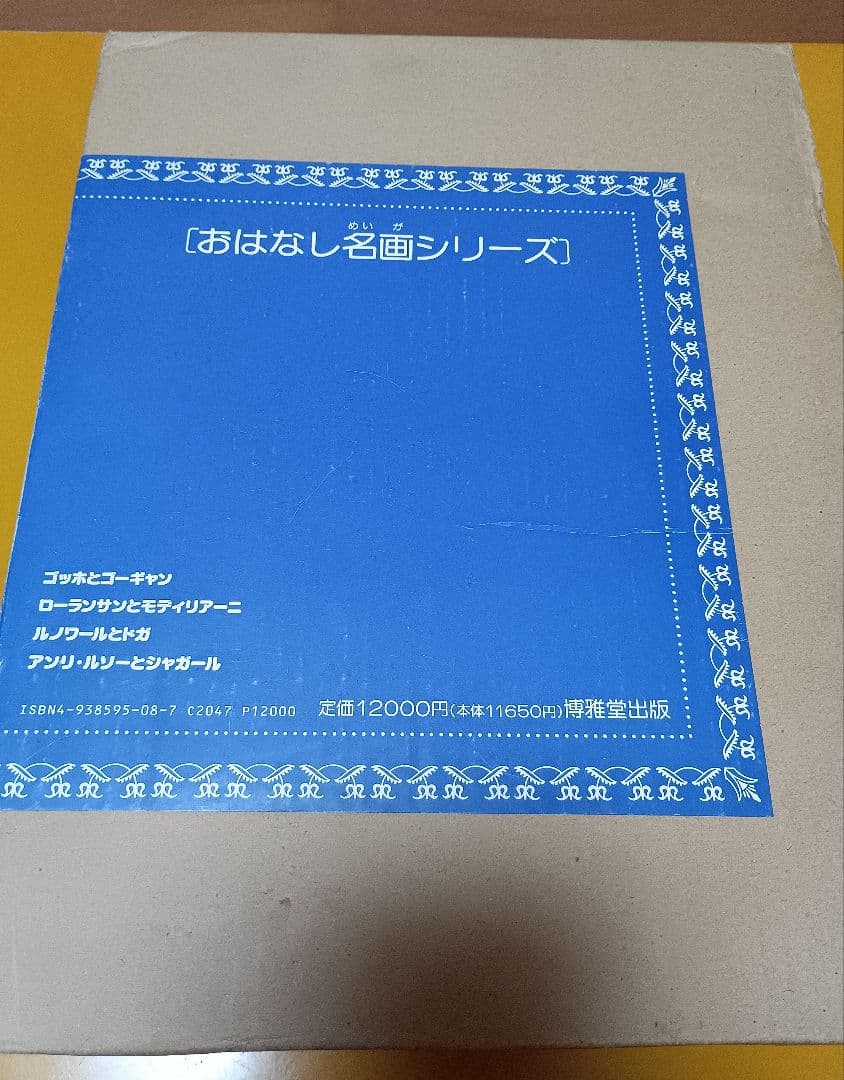 [おはなし名画シリーズ]
めいが
ゴッホとゴーギャン
ローランサンとモディリアーニ
ルノワールとドガ
アンリ・ルソーとシャガール
ISBN4-938595-08-7 C2047 P12000 定価12000円(本体11650円)博雅堂出版